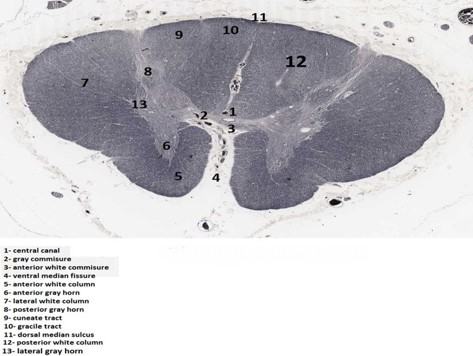 11
9
10
12
7
8
13
2
1
3
6
5
4
1- central canal
2- gray commisure
3- anterior white commisure
4- ventral median fissure
5- anterior white column
6- anterior gray horn
7- lateral white column
8- posterior gray horn
9- cuneate tract
10- gracile tract
11- dorsal median sulcus
12- posterior white column
13- lateral gray horn